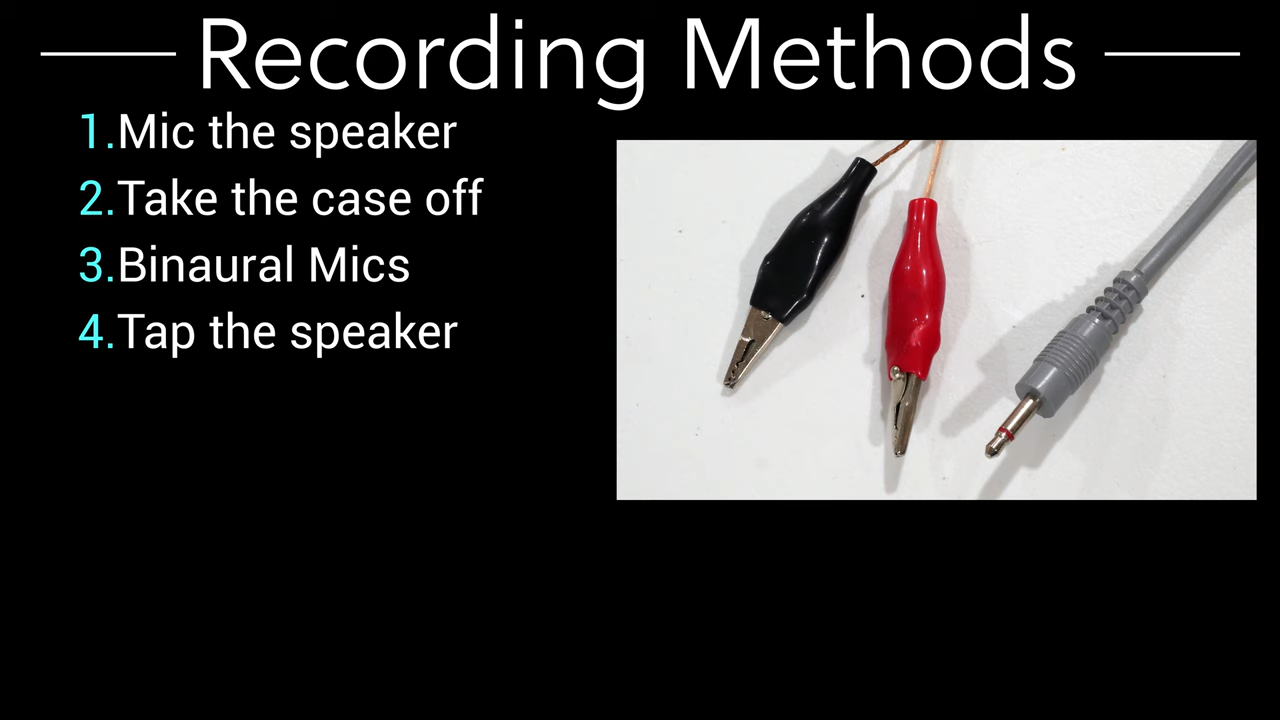 Recording Methods
1.Mic the speaker
2.Take the case off
3.Binaural Mics
4.Tap the speaker